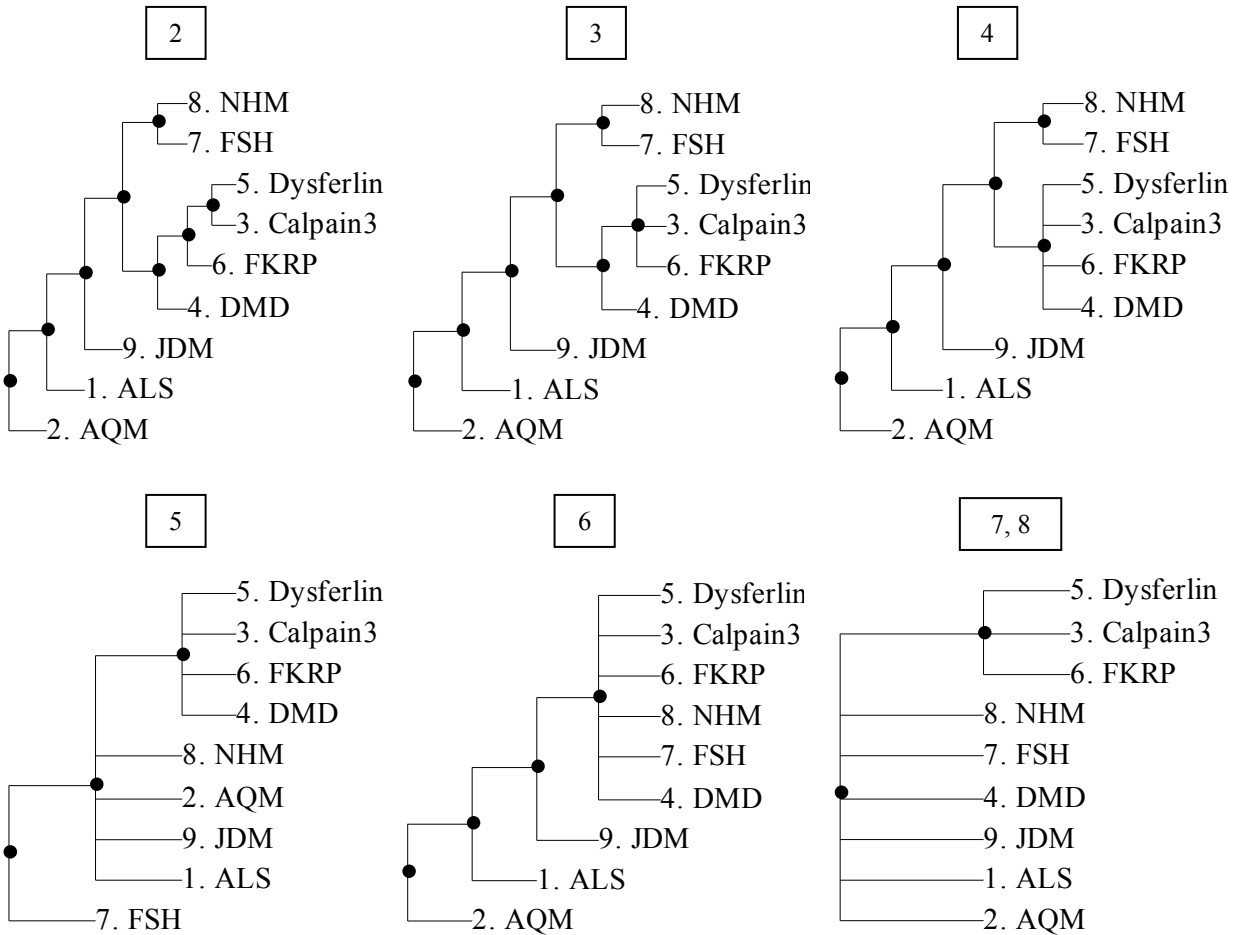 2
8. NHM
7. FSH
5. Dysferlin
3. Calpain3
6. FKRP
4. DMD
9. JDM
1. ALS
2. AQM
3
8. NHM
7. FSH
5. Dysferlin
3. Calpain3
6. FKRP
4. DMD
9. JDM
1. ALS
2. AQM
4
8. NHM
7. FSH
5. Dysferlin
3. Calpain3
6. FKRP
4. DMD
9. JDM
1. ALS
2. AQM
5
5. Dysferlin
3. Calpain3
6. FKRP
4. DMD
8. NHM
2. AQM
9. JDM
1. ALS
7. FSH
6
5. Dysferlin
3. Calpain3
6. FKRP
8. NHM
7. FSH
4. DMD
9. JDM
1. ALS
2. AQM
7, 8
5. Dysferlin
3. Calpain3
6. FKRP
8. NHM
7. FSH
4. DMD
9. JDM
1. ALS
2. AQM